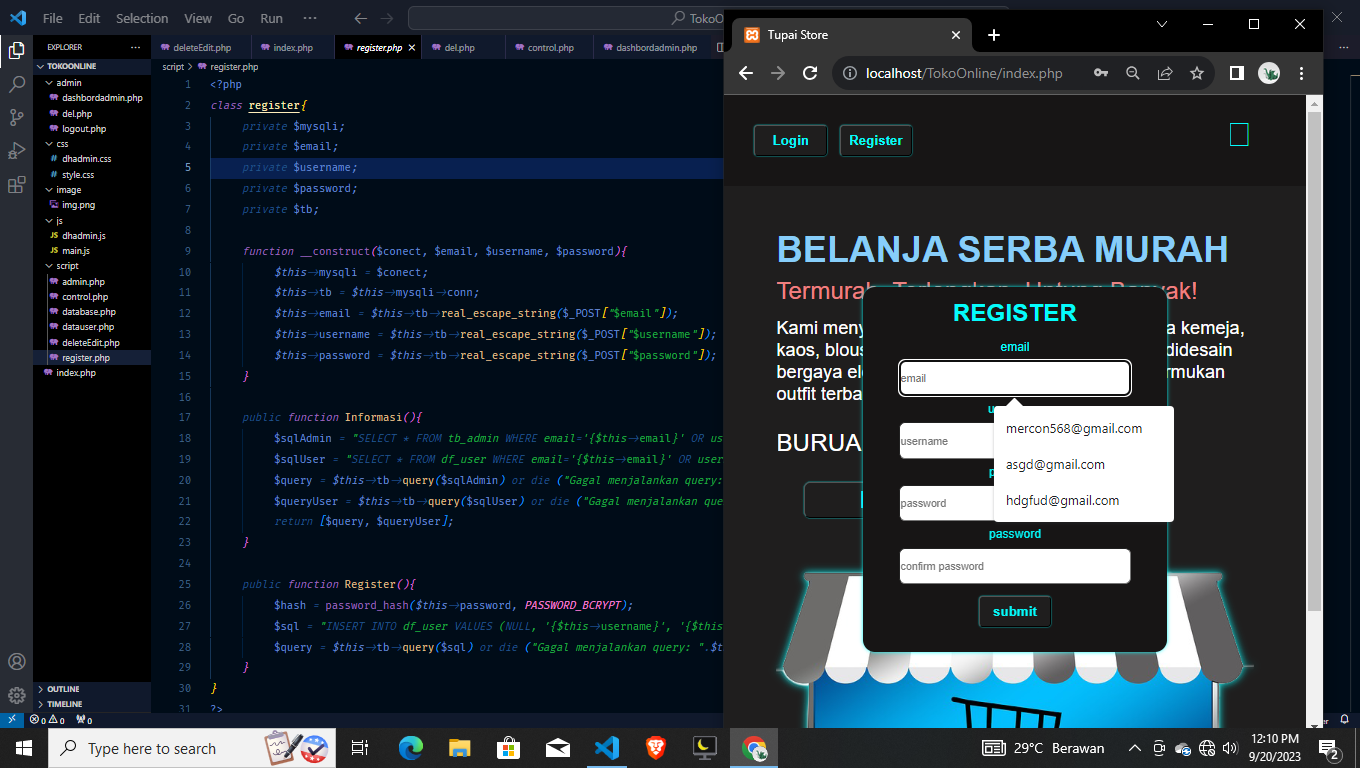 File Edit Selection View Go Run ··· TokoO
EXPLORER ···
TOKOONLINE
admin
dashbordadmin.php
del.php
logout.php
css
dhadmin.css
style.css
image
img.png
js
dhadmin.js
main.js
script
admin.php
control.php
database.php
datauser.php
deleteEdit.php
register.php
index.php
OUTLINE
TIMELINE
0 0 0
deleteEdit.php index.php register.php del.php control.php dashbordadmin.php
script > register.php
1 <?php
2 class register{
3 private $mysqli;
4 private $email;
5 private $username;
6 private $password;
7 private $tb;
8
9 function __construct($conect, $email, $username, $password){
10 $this->mysqli = $conect;
11 $this->tb = $this->mysqli->conn;
12 $this->email = $this->tb->real_escape_string($_POST["$email"]);
13 $this->username = $this->tb->real_escape_string($_POST["$username"]);
14 $this->password = $this->tb->real_escape_string($_POST["$password"]);
15 }
16
17 public function Informasi(){
18 $sqlAdmin = "SELECT * FROM tb_admin WHERE email='{$this->email}' OR us
19 $sqlUser = "SELECT * FROM df_user WHERE email='{$this->email}' OR user
20 $query = $this->tb->query($sqlAdmin) or die ("Gagal menjalankan query:
21 $queryUser = $this->tb->query($sqlUser) or die ("Gagal menjalankan que
22 return [$query, $queryUser];
23 }
24
25 public function Register(){
26 $hash = password_hash($this->password, PASSWORD_BCRYPT);
27 $sql = "INSERT INTO df_user VALUES (NULL, '{$this->username}', '{$this
28 $query = $this->tb->query($sql) or die ("Gagal menjalankan query: ".$t
29 }
30 }
31 ?>
Tupai Store
localhost/TokoOnline/index.php
Login Register
BELANJA SERBA MURAH
Termurah, Terlengkap, Untung Banyak!
Kami meny a kemeja,
kaos, blous didesain
bergaya el rmukan
outfit terba
BURUA
REGISTER
email
email
u
username
p
password
password
confirm password
submit
mercon568@gmail.com
asgd@gmail.com
hdgfud@gmail.com
Type here to search
29°C Berawan
12:10 PM
9/20/2023
2